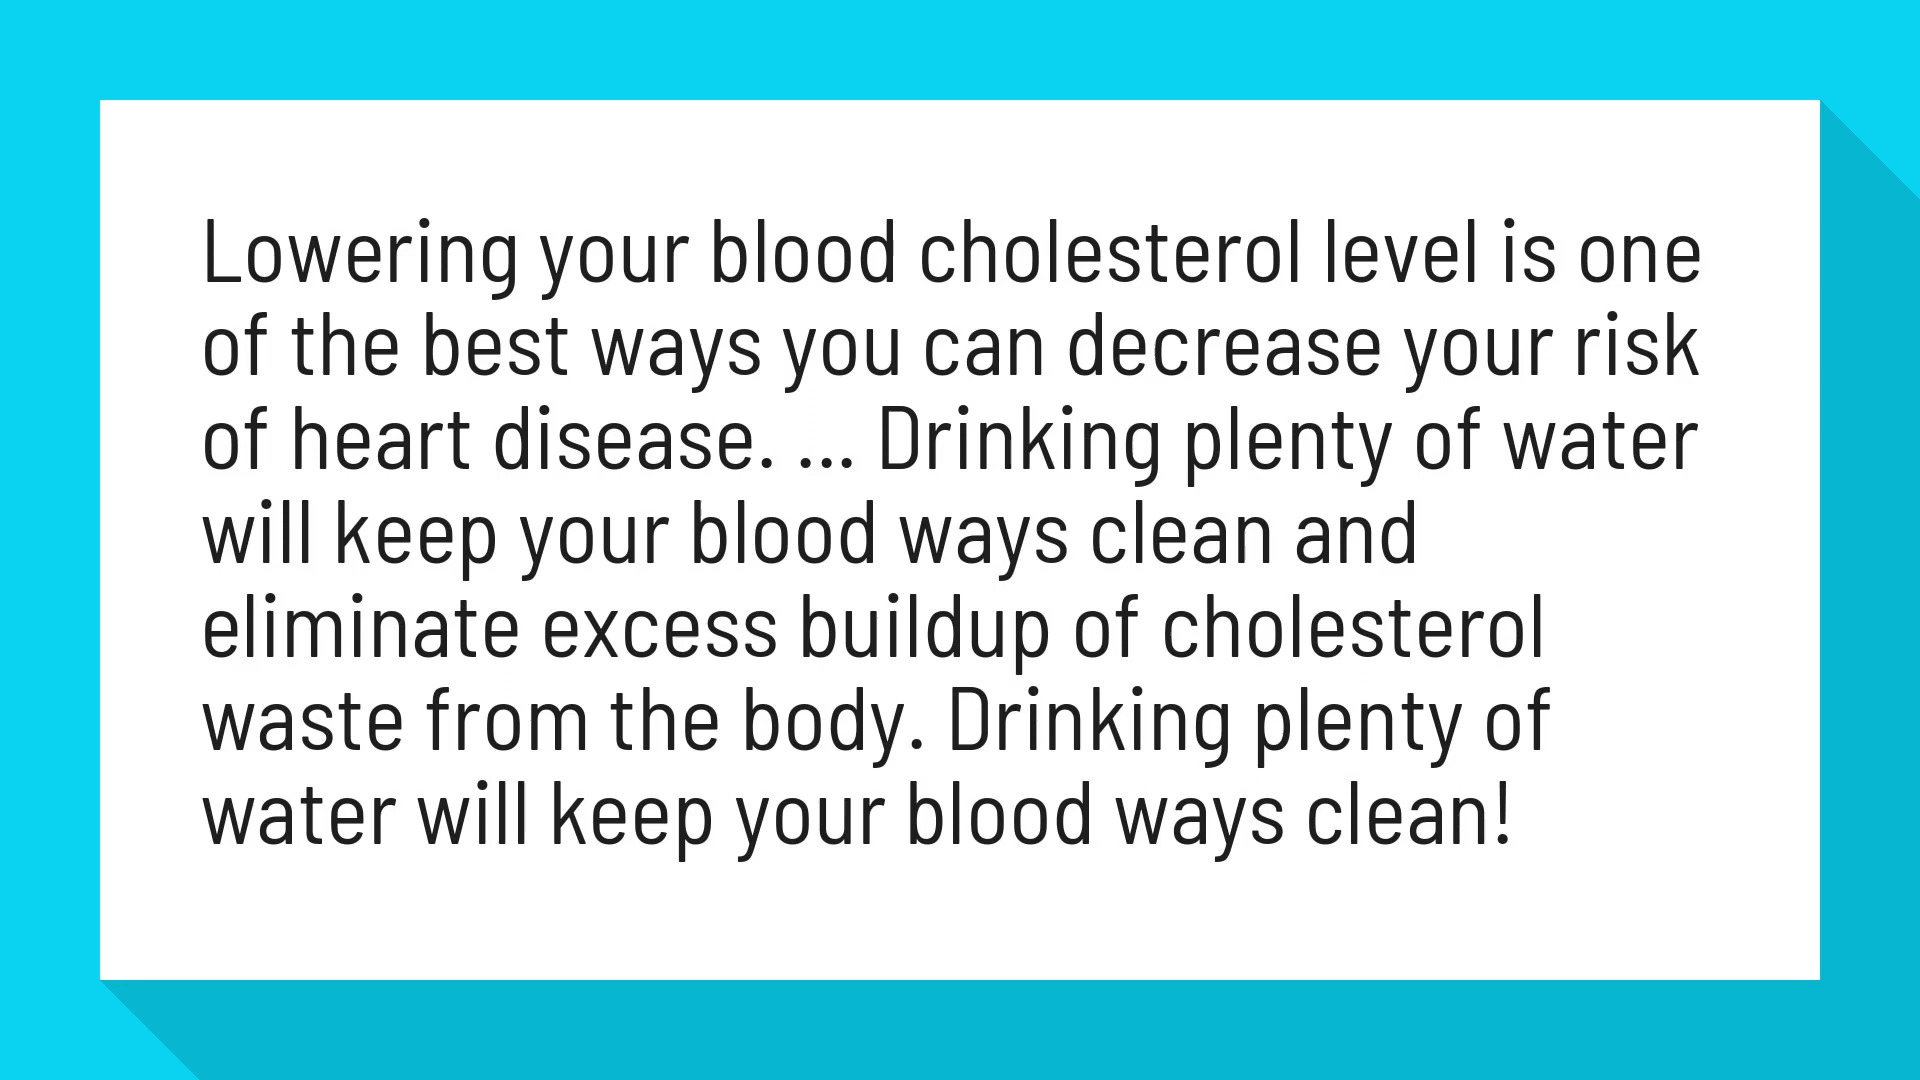 Lowering your blood cholesterol level is one
of the best ways you can decrease your risk
of heart disease. ... Drinking plenty of water
will keep your blood ways clean and
eliminate excess buildup of cholesterol
waste from the body. Drinking plenty of
water will keep your blood ways clean!